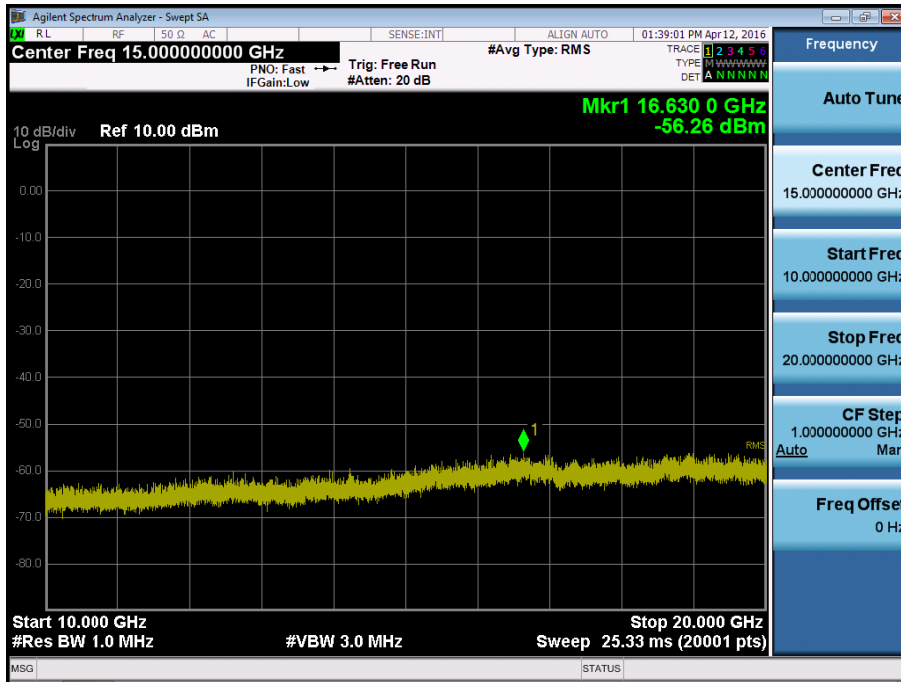 Agilent Spectrum Analyzer - Swept SA
LXI RL RF 50 Ω AC SENSE:INT ALIGN AUTO 01:39:01 PM Apr 12, 2016
Center Freq 15.000000000 GHz
PNO: Fast
IFGain:Low
Trig: Free Run
#Atten: 20 dB
#Avg Type: RMS
TRACE 1 2 3 4 5 6
TYPE M WWWWW
DET A N N N N N
Mkr1 16.630 0 GHz
-56.26 dBm
10 dB/div Ref 10.00 dBm
Log
0.00
-10.0
-20.0
-30.0
-40.0
-50.0
-60.0
-70.0
-80.0
1
RMS
Start 10.000 GHz Stop 20.000 GHz
#Res BW 1.0 MHz #VBW 3.0 MHz Sweep 25.33 ms (20001 pts)
MSG STATUS
Frequency
Auto Tune
Center Freq
15.000000000 GHz
Start Freq
10.000000000 GHz
Stop Freq
20.000000000 GHz
CF Step
1.000000000 GHz
Auto Man
Freq Offset
0 Hz